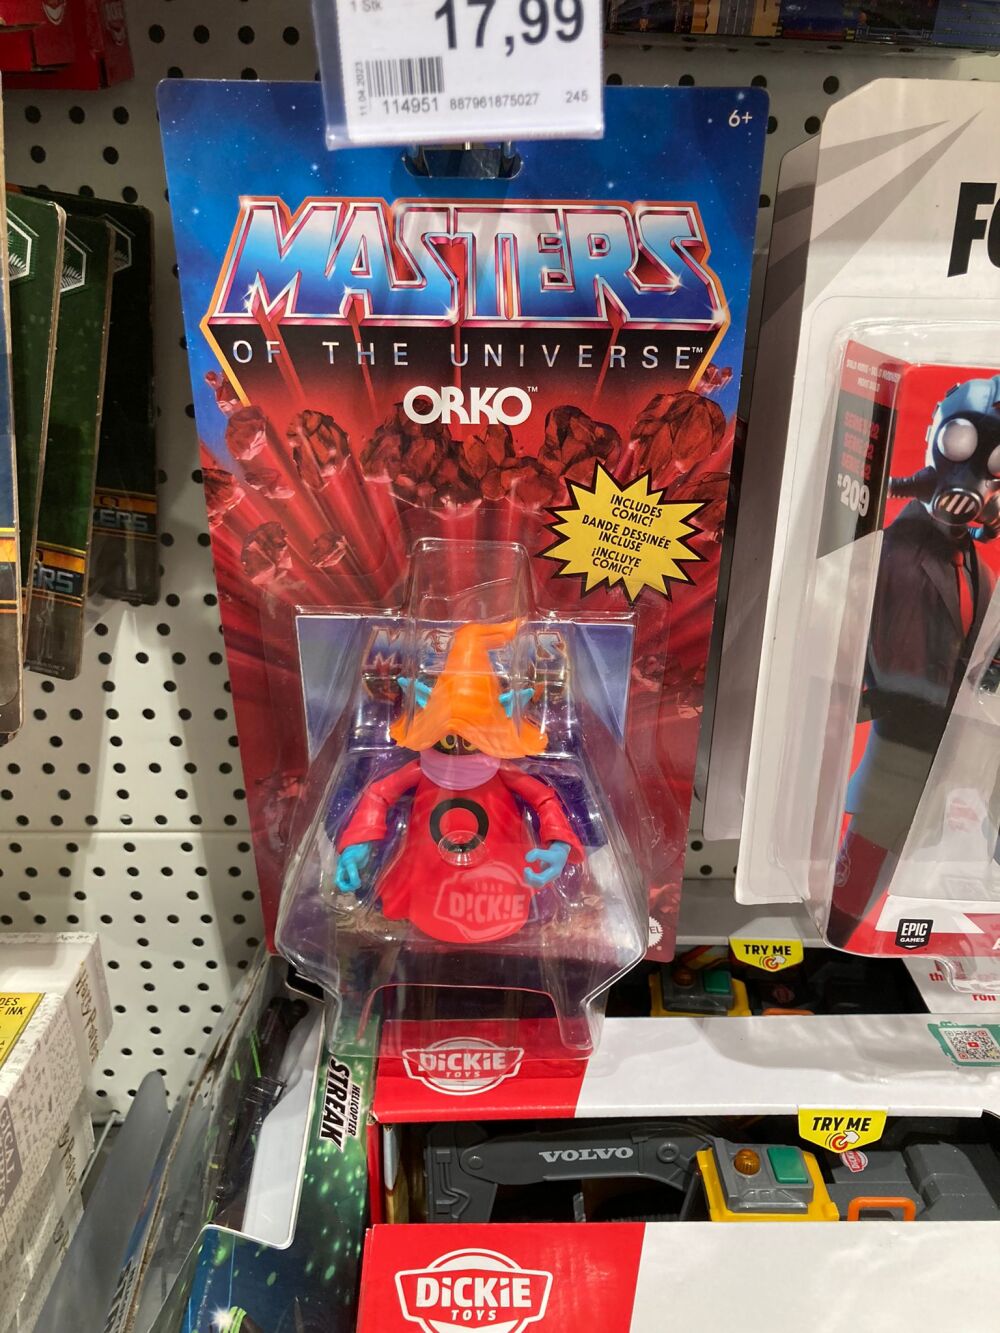 1 Stk
17,99
11.04.2023
114951 887961875027 245
6+
MASTERS
OF THE UNIVERSE™
ORKO™
INCLUDES
COMIC!
BANDE DESSINÉE
INCLUSE
¡INCLUYE
COMIC!
O
DICKIE
DICKIE
TOYS
HELICOPTER
STREAK
TRY ME
EPIC
GAMES
$209
TRY ME
VOLVO
DICKIE
TOYS